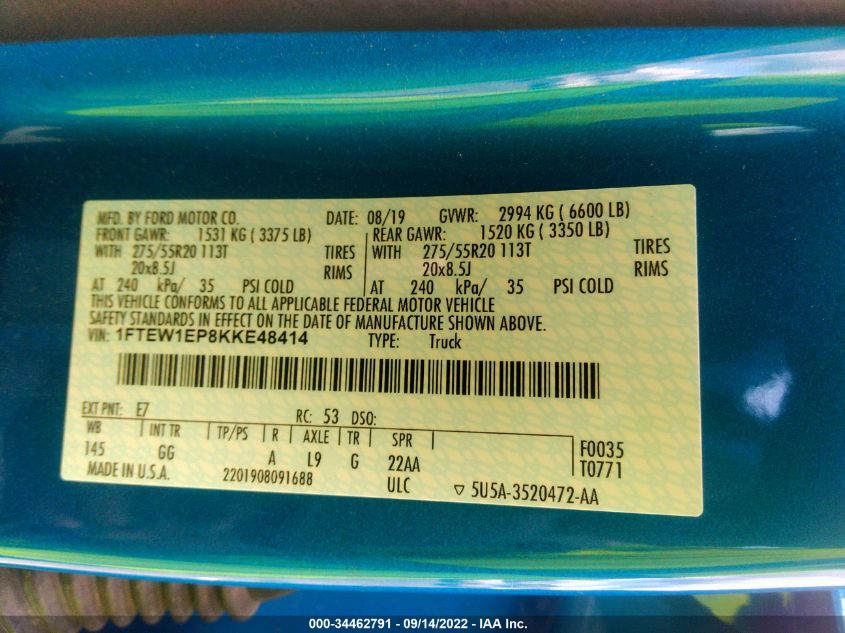 MFD. BY FORD MOTOR CO. DATE: 08/19 GVWR: 2994 KG ( 6600 LB)
FRONT GAWR: 1531 KG ( 3375 LB) REAR GAWR: 1520 KG ( 3350 LB)
WITH 275/55R20 113T TIRES WITH 275/55R20 113T TIRES
20x8.5J RIMS 20x8.5J RIMS
AT 240 kPa/ 35 PSI COLD AT 240 kPa/ 35 PSI COLD
THIS VEHICLE CONFORMS TO ALL APPLICABLE FEDERAL MOTOR VEHICLE
SAFETY STANDARDS IN EFFECT ON THE DATE OF MANUFACTURE SHOWN ABOVE.
VIN: 1FTEW1EP8KKE48414 TYPE: Truck
EXT PNT: E7 RC: 53 DSO:
WB INT TR TP/PS R AXLE TR SPR F0035
145 GG A L9 G 22AA T0771
MADE IN U.S.A. 2201908091688 ULC ▽ 5U5A-3520472-AA
000-34462791 - 09/14/2022 - IAA Inc.